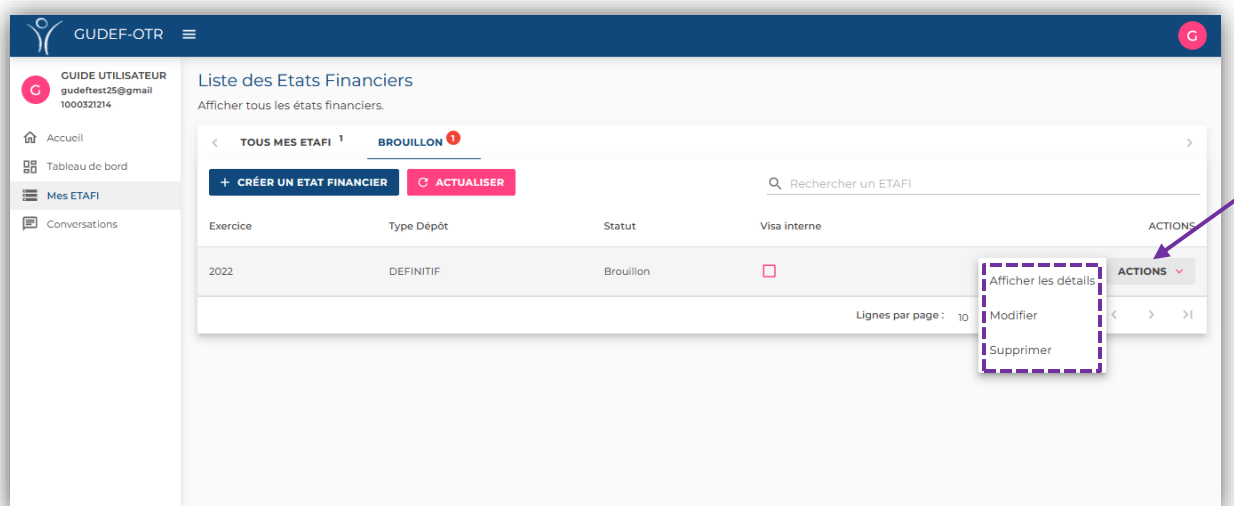 GUDEF-OTR
G
G
GUIDE UTILISATEUR
gudeftest25@gmail
1000321214
Accueil
Tableau de bord
Mes ETAFI
Conversations
Liste des Etats Financiers
Afficher tous les états financiers.
TOUS MES ETAFI 1
BROUILLON 1
+ CRÉER UN ETAT FINANCIER
ACTUALISER
Rechercher un ETAFI
Exercice Type Dépôt Statut Visa interne ACTIONS
2022 DEFINITIF Brouillon ACTIONS
Afficher les détails
Modifier
Supprimer
Lignes par page : 10